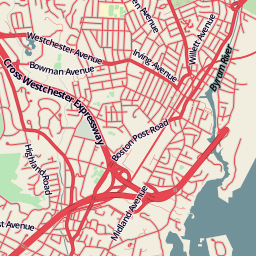 Westchester Avenue
Bowman Avenue
Irving Avenue
Willett Avenue
Byram River
Cross Westchester Expressway
Boston Post Road
Highland Road
Midland Avenue
Avenue